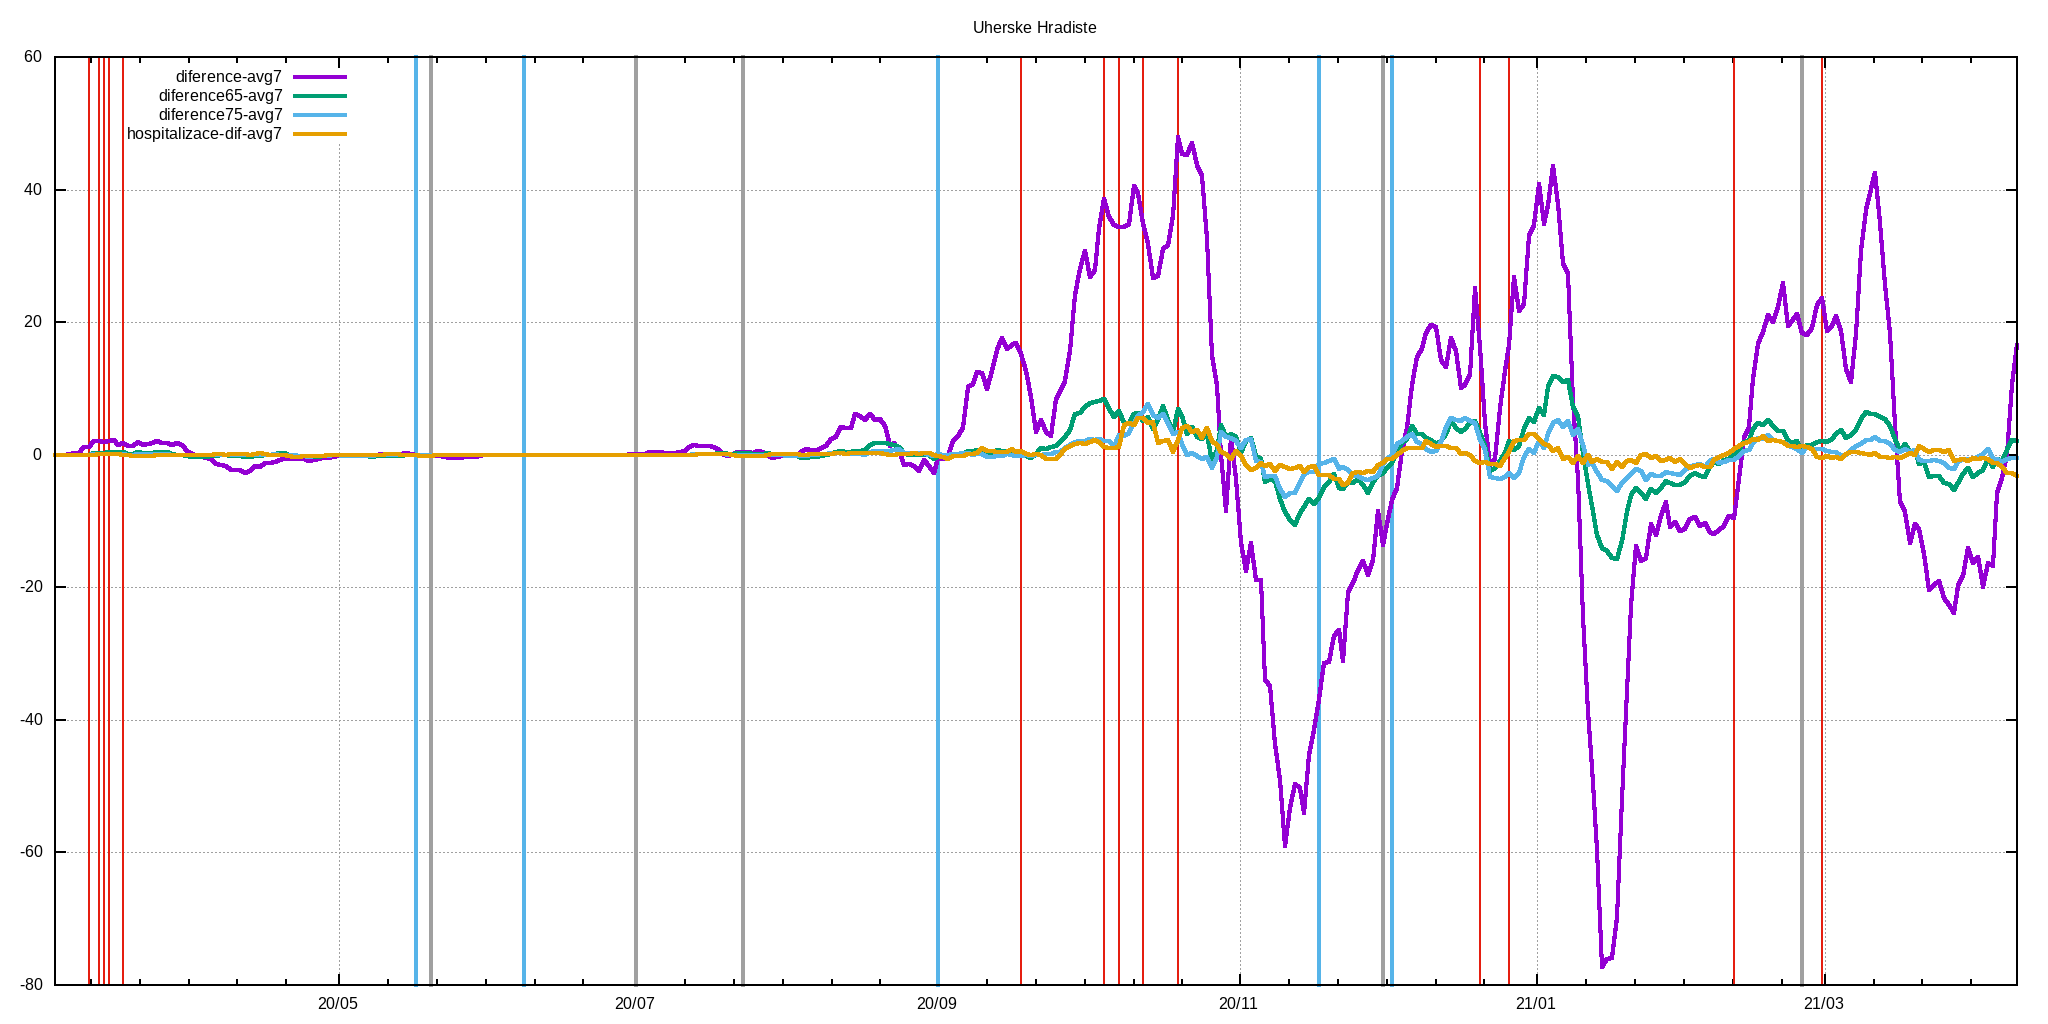 Uherske Hradiste
60
diference-avg7
diference65-avg7
diference75-avg7
hospitalizace-dif-avg7
40
20
0
-20
-40
-60
-80
20/05 20/07 20/09 20/11 21/01 21/03